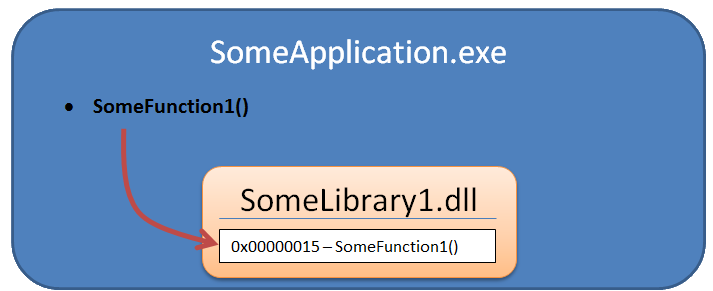 SomeApplication.exe
• SomeFunction1()
SomeLibrary1.dll
0x00000015 – SomeFunction1()